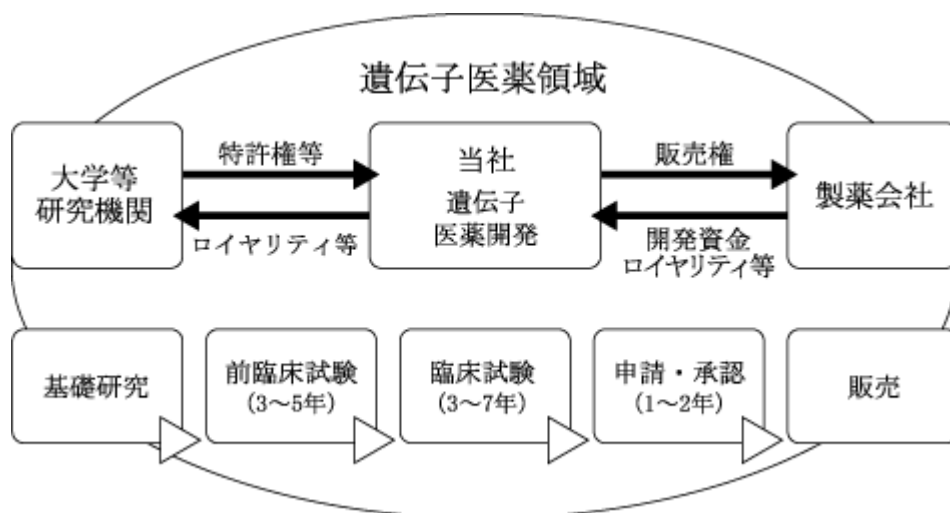 遺伝子医薬領域
大学等
研究機関
特許権等
ロイヤリティ等
当社
遺伝子
医薬開発
販売権
開発資金
ロイヤリティ等
製薬会社
基礎研究
前臨床試験
(3～5年)
臨床試験
(3～7年)
申請・承認
(1～2年)
販売